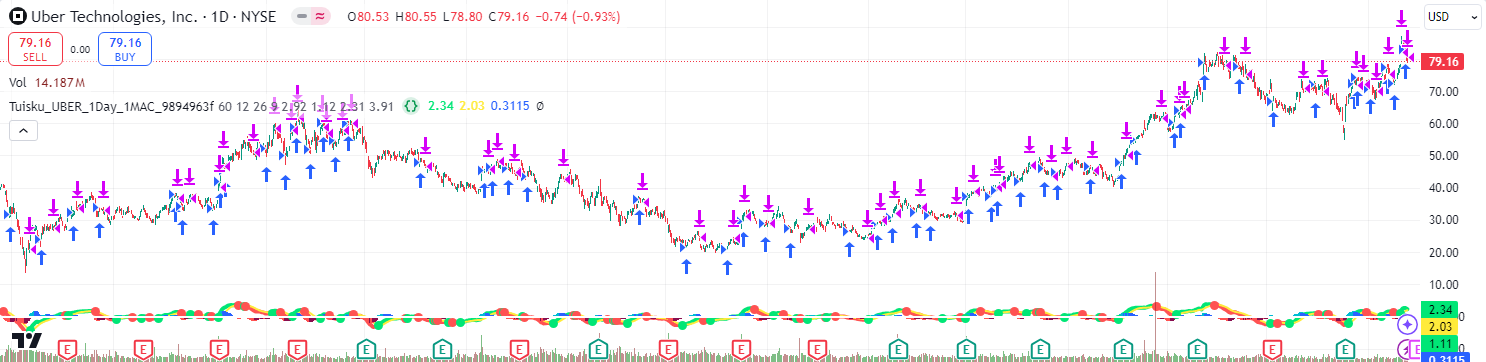 Uber Technologies, Inc. · 1D · NYSE O80.53 H80.55 L78.80 C79.16 −0.74 (−0.93%)
USD
79.16 SELL
0.00
79.16 BUY
Vol 14.187M
Tuisku_UBER_1Day_1MAC_9894963f 60 12 26 9 2.92 1.12 2.31 3.91 2.34 2.03 0.3115 Ø
79.16
70.00
60.00
50.00
40.00
30.00
20.00
10.00
2.34
2.03
1.11
0.3115
E E E E E E E E E E E E E E E E E E E